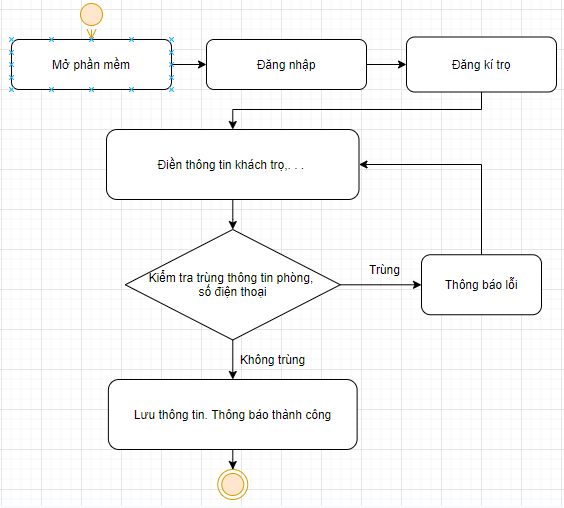 Mở phần mềm
Đăng nhập
Đăng kí trọ
Điền thông tin khách trọ,. . .
Kiểm tra trùng thông tin phòng,
số điện thoại
Trùng
Thông báo lỗi
Không trùng
Lưu thông tin. Thông báo thành công